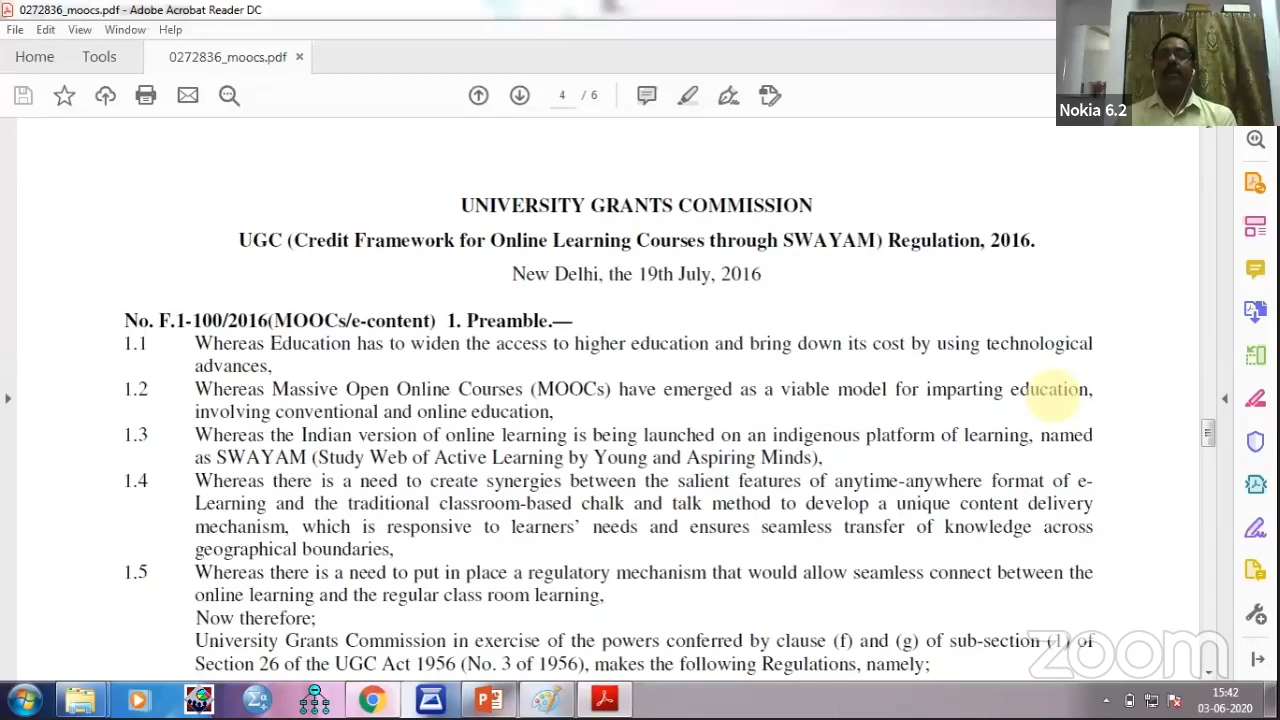 0272836_moocs.pdf - Adobe Acrobat Reader DC
File Edit View Window Help
Home Tools 0272836_moocs.pdf ×
4 / 6
Nokia 6.2
UNIVERSITY GRANTS COMMISSION
UGC (Credit Framework for Online Learning Courses through SWAYAM) Regulation, 2016.
New Delhi, the 19th July, 2016
No. F.1-100/2016(MOOCs/e-content) 1. Preamble.—
1.1 Whereas Education has to widen the access to higher education and bring down its cost by using technological
advances,
1.2 Whereas Massive Open Online Courses (MOOCs) have emerged as a viable model for imparting education,
involving conventional and online education,
1.3 Whereas the Indian version of online learning is being launched on an indigenous platform of learning, named
as SWAYAM (Study Web of Active Learning by Young and Aspiring Minds),
1.4 Whereas there is a need to create synergies between the salient features of anytime-anywhere format of e-
Learning and the traditional classroom-based chalk and talk method to develop a unique content delivery
mechanism, which is responsive to learners' needs and ensures seamless transfer of knowledge across
geographical boundaries,
1.5 Whereas there is a need to put in place a regulatory mechanism that would allow seamless connect between the
online learning and the regular class room learning,
Now therefore;
University Grants Commission in exercise of the powers conferred by clause (f) and (g) of sub-section (1) of
Section 26 of the UGC Act 1956 (No. 3 of 1956), makes the following Regulations, namely;
zoom
15:42
03-06-2020